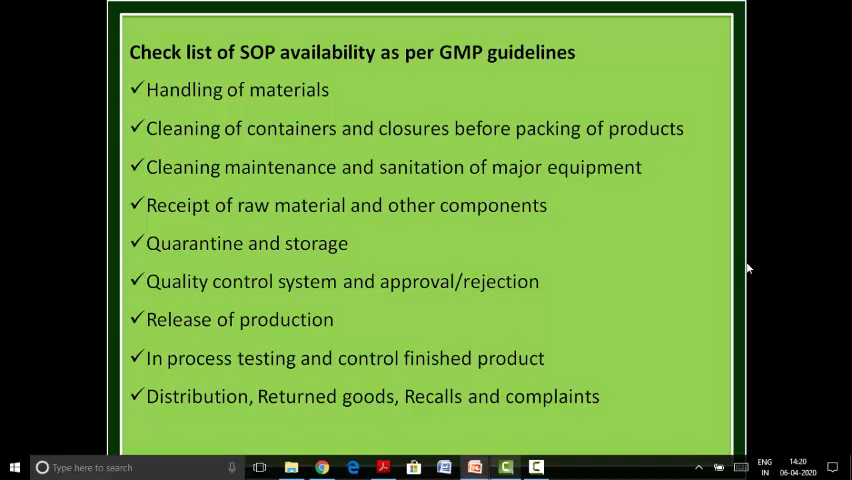 Check list of SOP availability as per GMP guidelines
✓Handling of materials
✓Cleaning of containers and closures before packing of products
✓Cleaning maintenance and sanitation of major equipment
✓Receipt of raw material and other components
✓Quarantine and storage
✓Quality control system and approval/rejection
✓Release of production
✓In process testing and control finished product
✓Distribution, Returned goods, Recalls and complaints
Type here to search
ENG
IN
14:20
06-04-2020